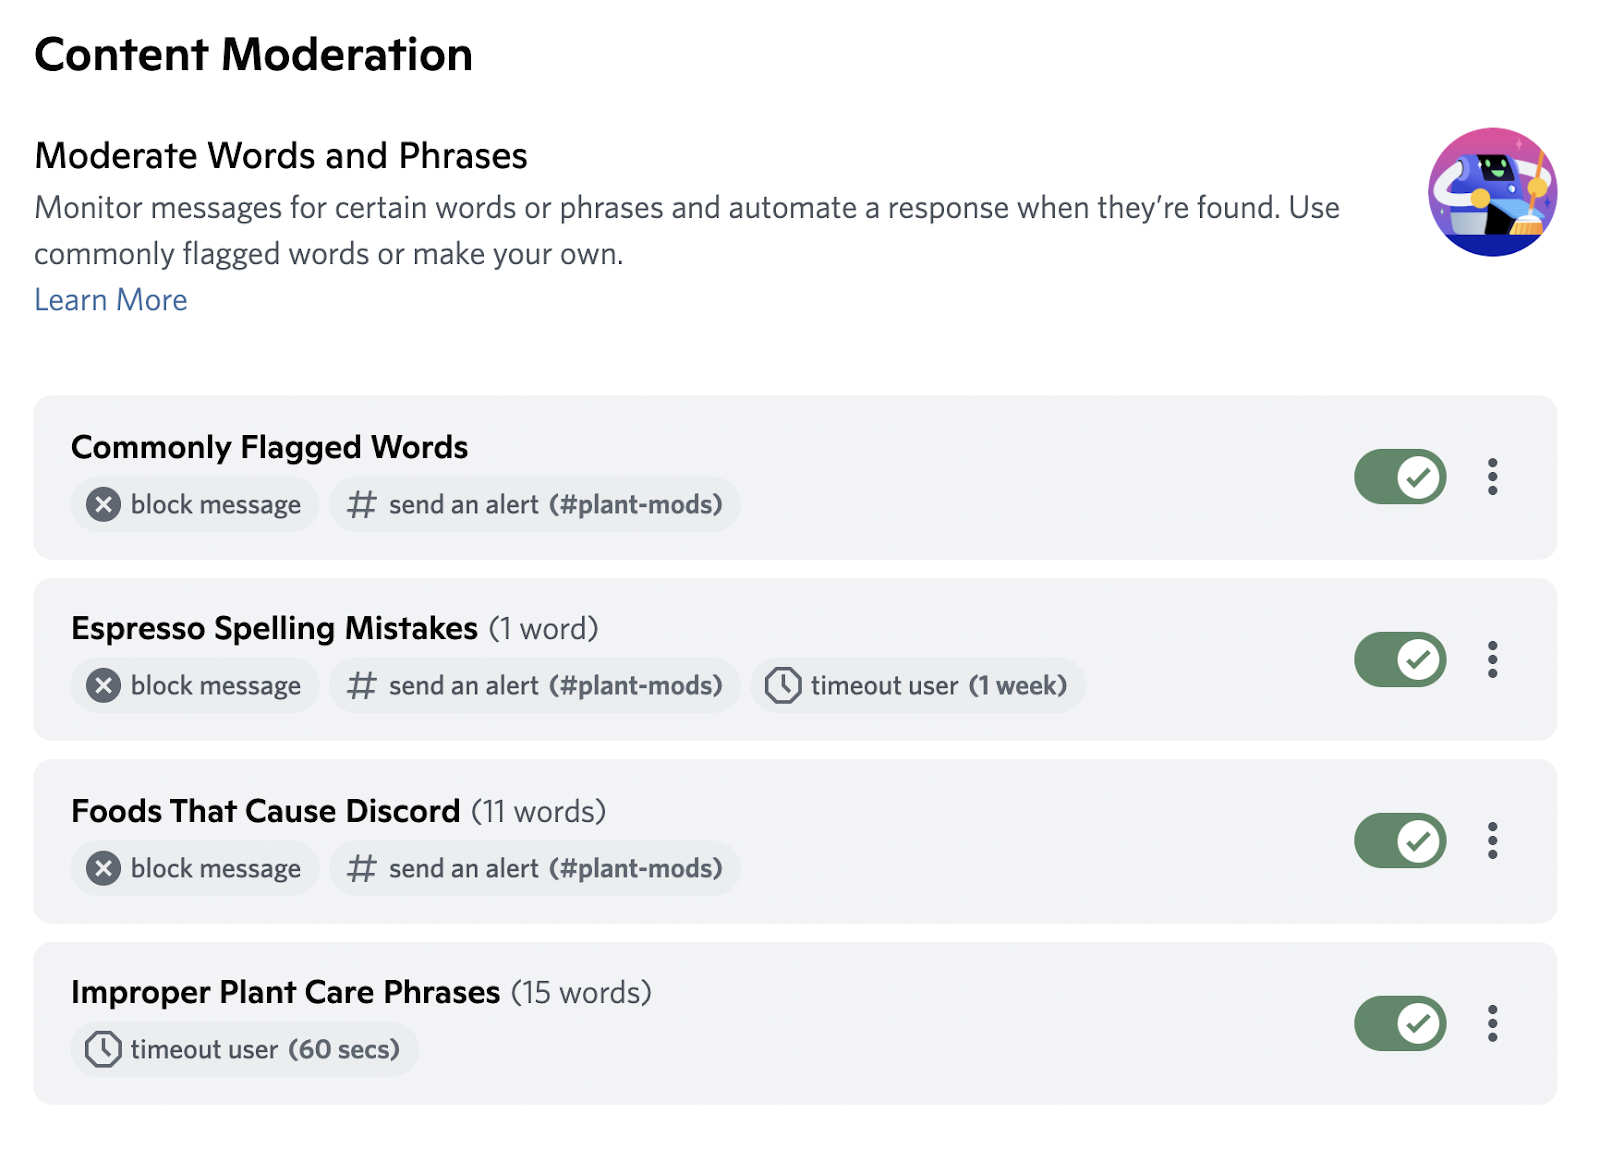 Content Moderation
Moderate Words and Phrases
Monitor messages for certain words or phrases and automate a response when they’re found. Use
commonly flagged words or make your own.
Learn More
Commonly Flagged Words
block message # send an alert (#plant-mods)
Espresso Spelling Mistakes (1 word)
block message # send an alert (#plant-mods) timeout user (1 week)
Foods That Cause Discord (11 words)
block message # send an alert (#plant-mods)
Improper Plant Care Phrases (15 words)
timeout user (60 secs)